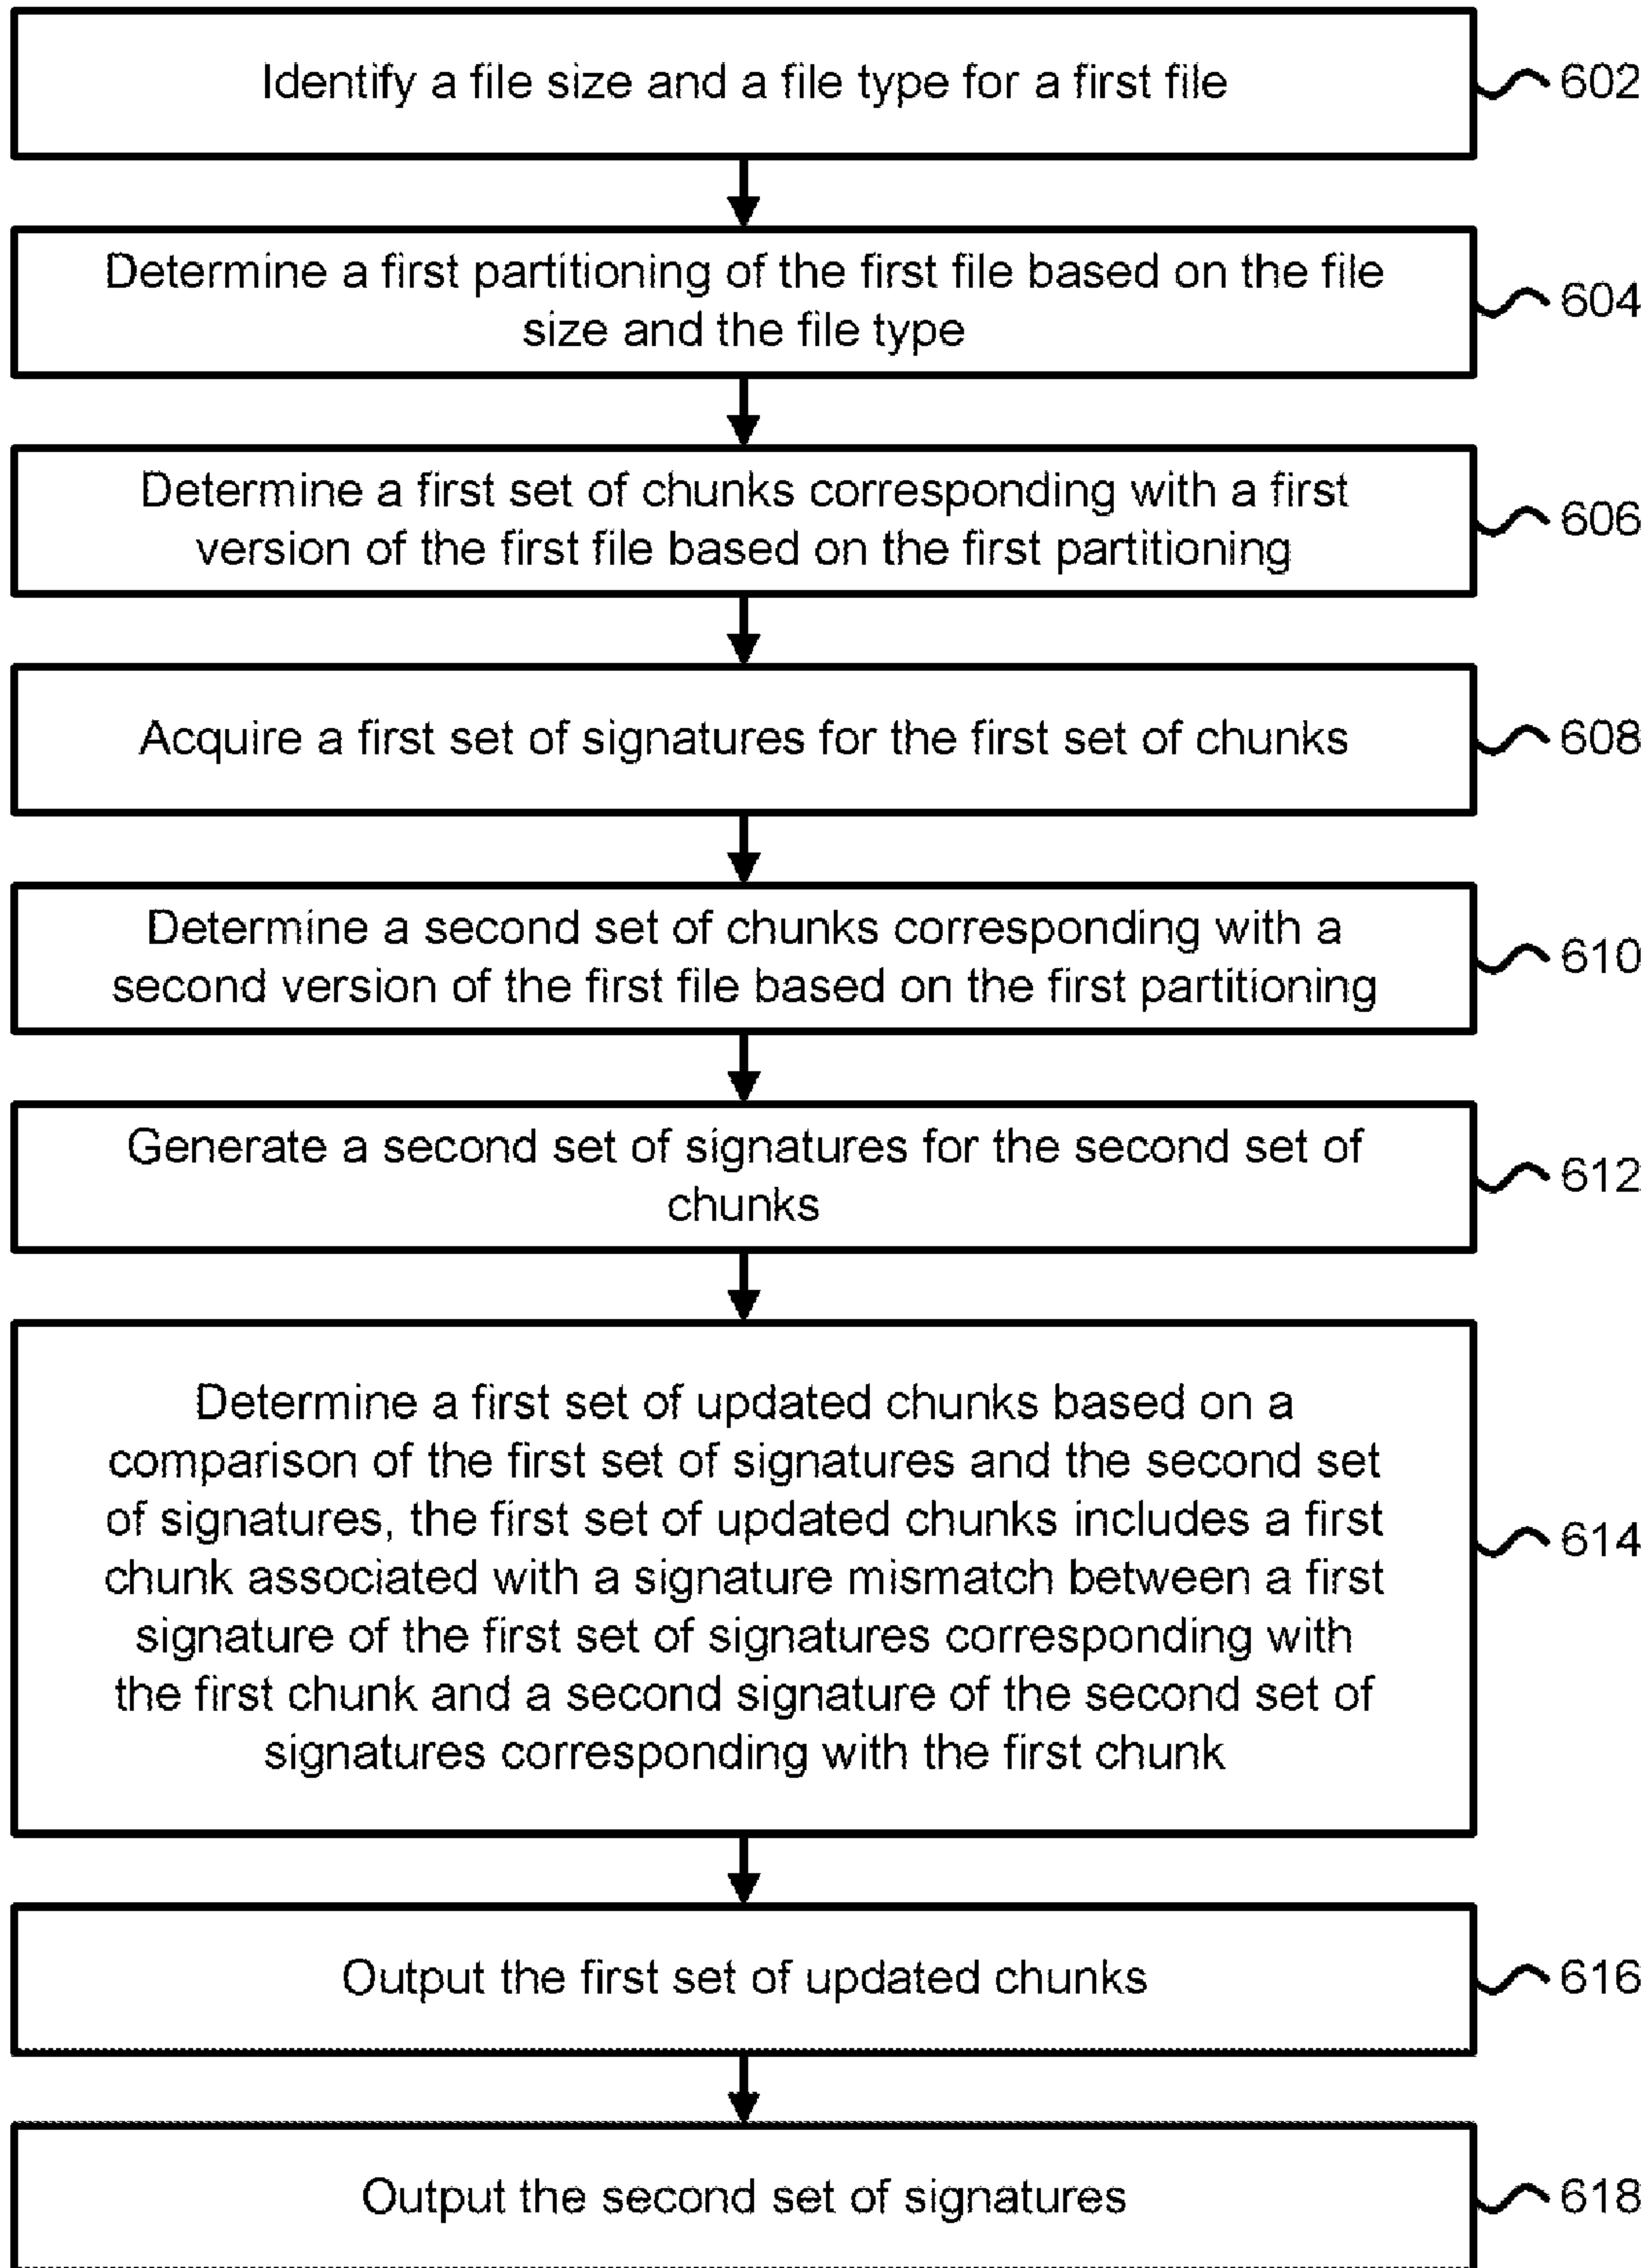 Identify a file size and a file type for a first file
602
Determine a first partitioning of the first file based on the file
size and the file type
604
Determine a first set of chunks corresponding with a first
version of the first file based on the first partitioning
606
Acquire a first set of signatures for the first set of chunks
608
Determine a second set of chunks corresponding with a
second version of the first file based on the first partitioning
610
Generate a second set of signatures for the second set of
chunks
612
Determine a first set of updated chunks based on a
comparison of the first set of signatures and the second set
of signatures, the first set of updated chunks includes a first
chunk associated with a signature mismatch between a first
signature of the first set of signatures corresponding with
the first chunk and a second signature of the second set of
signatures corresponding with the first chunk
614
Output the first set of updated chunks
616
Output the second set of signatures
618